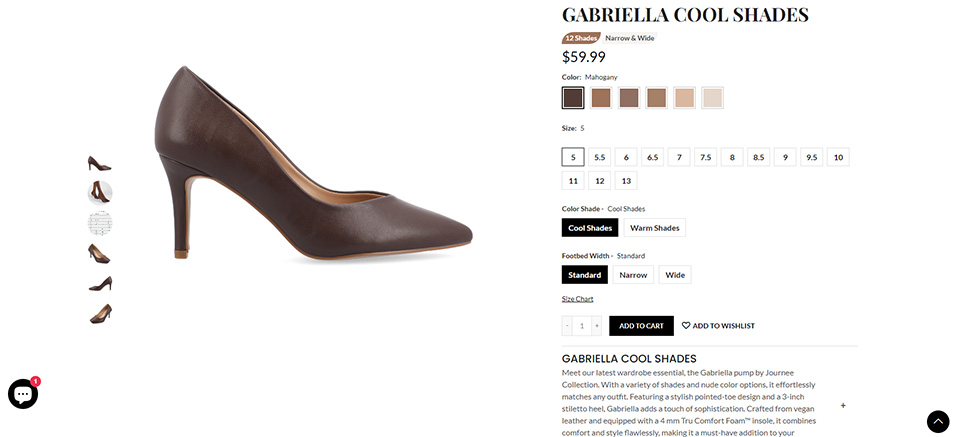 GABRIELLA COOL SHADES
12 Shades Narrow & Wide
$59.99
Color: Mahogany
Size: 5
5 5.5 6 6.5 7 7.5 8 8.5 9 9.5 10
11 12 13
Color Shade - Cool Shades
Cool Shades Warm Shades
Footbed Width - Standard
Standard Narrow Wide
Size Chart
- 1 + ADD TO CART ADD TO WISHLIST
GABRIELLA COOL SHADES
Meet our latest wardrobe essential, the Gabriella pump by Journee
Collection. With a variety of shades and nude color options, it effortlessly
matches any outfit. Featuring a stylish pointed-toe design and a 3-inch
stiletto heel, Gabriella adds a touch of sophistication. Crafted from vegan
leather and equipped with a 4 mm Tru Comfort Foam™ insole, it combines
comfort and style flawlessly, making it a must-have addition to your
+
1